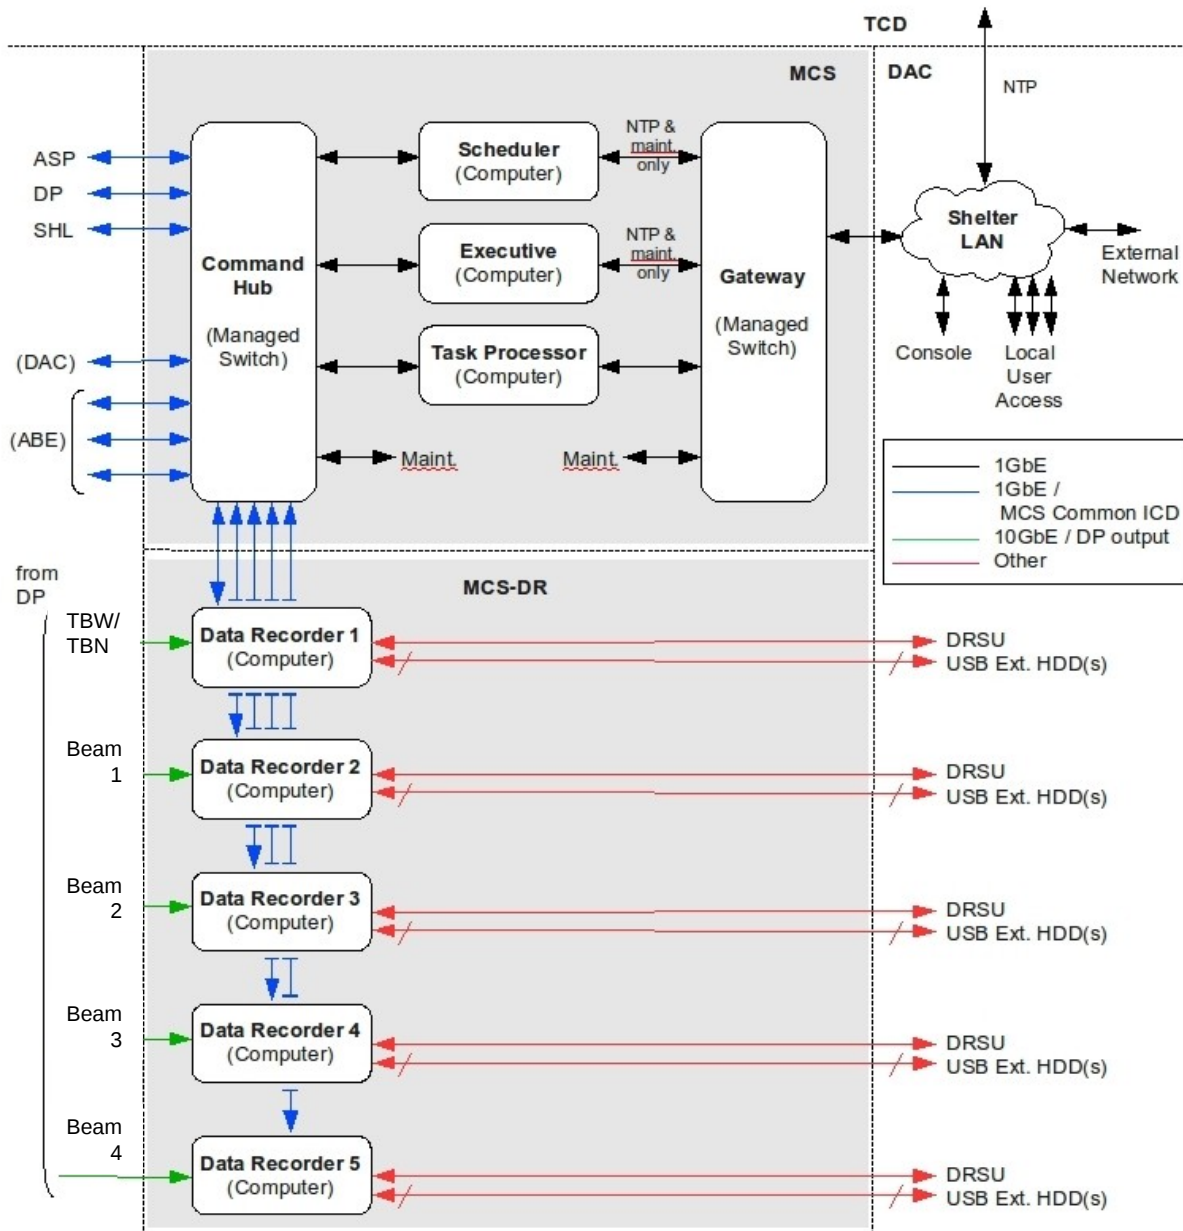 TCD
MCS
DAC
NTP
ASP
DP
SHL
(DAC)
(ABE)
Command
Hub
(Managed
Switch)
Scheduler
(Computer)
Executive
(Computer)
Task Processor
(Computer)
NTP &
maint.
only
NTP &
maint.
only
Maint.
Maint.
Gateway
(Managed
Switch)
Shelter
LAN
External
Network
Console
Local
User
Access
1GbE
1GbE /
MCS Common ICD
10GbE / DP output
Other
MCS-DR
from
DP
TBW/
TBN
Data Recorder 1
(Computer)
DRSU
USB Ext. HDD(s)
Beam
1
Data Recorder 2
(Computer)
DRSU
USB Ext. HDD(s)
Beam
2
Data Recorder 3
(Computer)
DRSU
USB Ext. HDD(s)
Beam
3
Data Recorder 4
(Computer)
DRSU
USB Ext. HDD(s)
Beam
4
Data Recorder 5
(Computer)
DRSU
USB Ext. HDD(s)